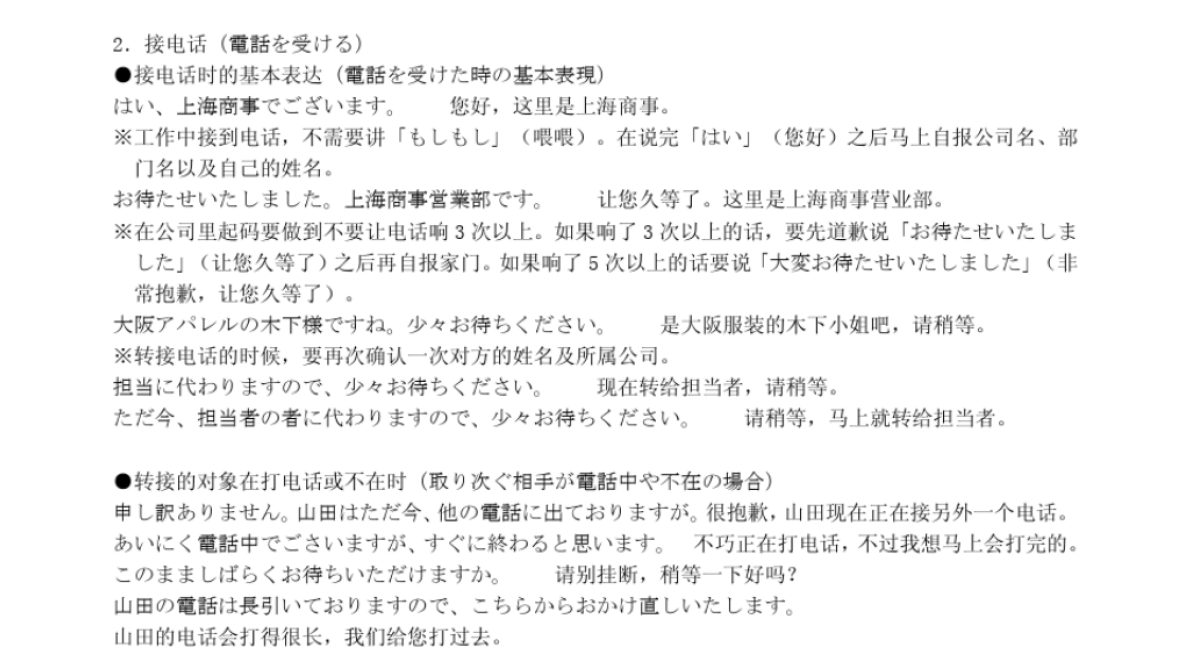 2．接电话（電話を受ける）
●接电话时的基本表达（電話を受けた時の基本表現）
はい、上海商事でございます。　　您好，这里是上海商事。
※工作中接到电话，不需要讲「もしもし」（喂喂）。在说完「はい」（您好）之后马上自报公司名、部
门名以及自己的姓名。
お待たせいたしました。上海商事営業部です。　　让您久等了。这里是上海商事营业部。
※在公司里起码要做到不要让电话响3次以上。如果响了3次以上的话，要先道歉说「お待たせいたしま
した」（让您久等了）之后再自报家门。如果响了5次以上的话要说「大変お待たせいたしました」（非
常抱歉，让您久等了）。
大阪アパレルの木下様ですね。少々お待ちください。　　是大阪服装的木下小姐吧，请稍等。
※转接电话的时候，要再次确认一次对方的姓名及所属公司。
担当に代わりますので、少々お待ちください。　　现在转给担当者，请稍等。
ただ今、担当者の者に代わりますので、少々お待ちください。　　请稍等，马上就转给担当者。
●转接的对象在打电话或不在时（取り次ぐ相手が電話中や不在の場合）
申し訳ありません。山田はただ今、他の電話に出ておりますが。很抱歉，山田现在正在接另外一个电话。
あいにく電話中でごさいますが、すぐに終わると思います。　不巧正在打电话，不过我想马上会打完的。
このまましばらくお待ちいただけますか。　　请别挂断，稍等一下好吗？
山田の電話は長引いておりますので、こちらからおかけ直しいたします。
山田的电话会打得很长，我们给您打过去。